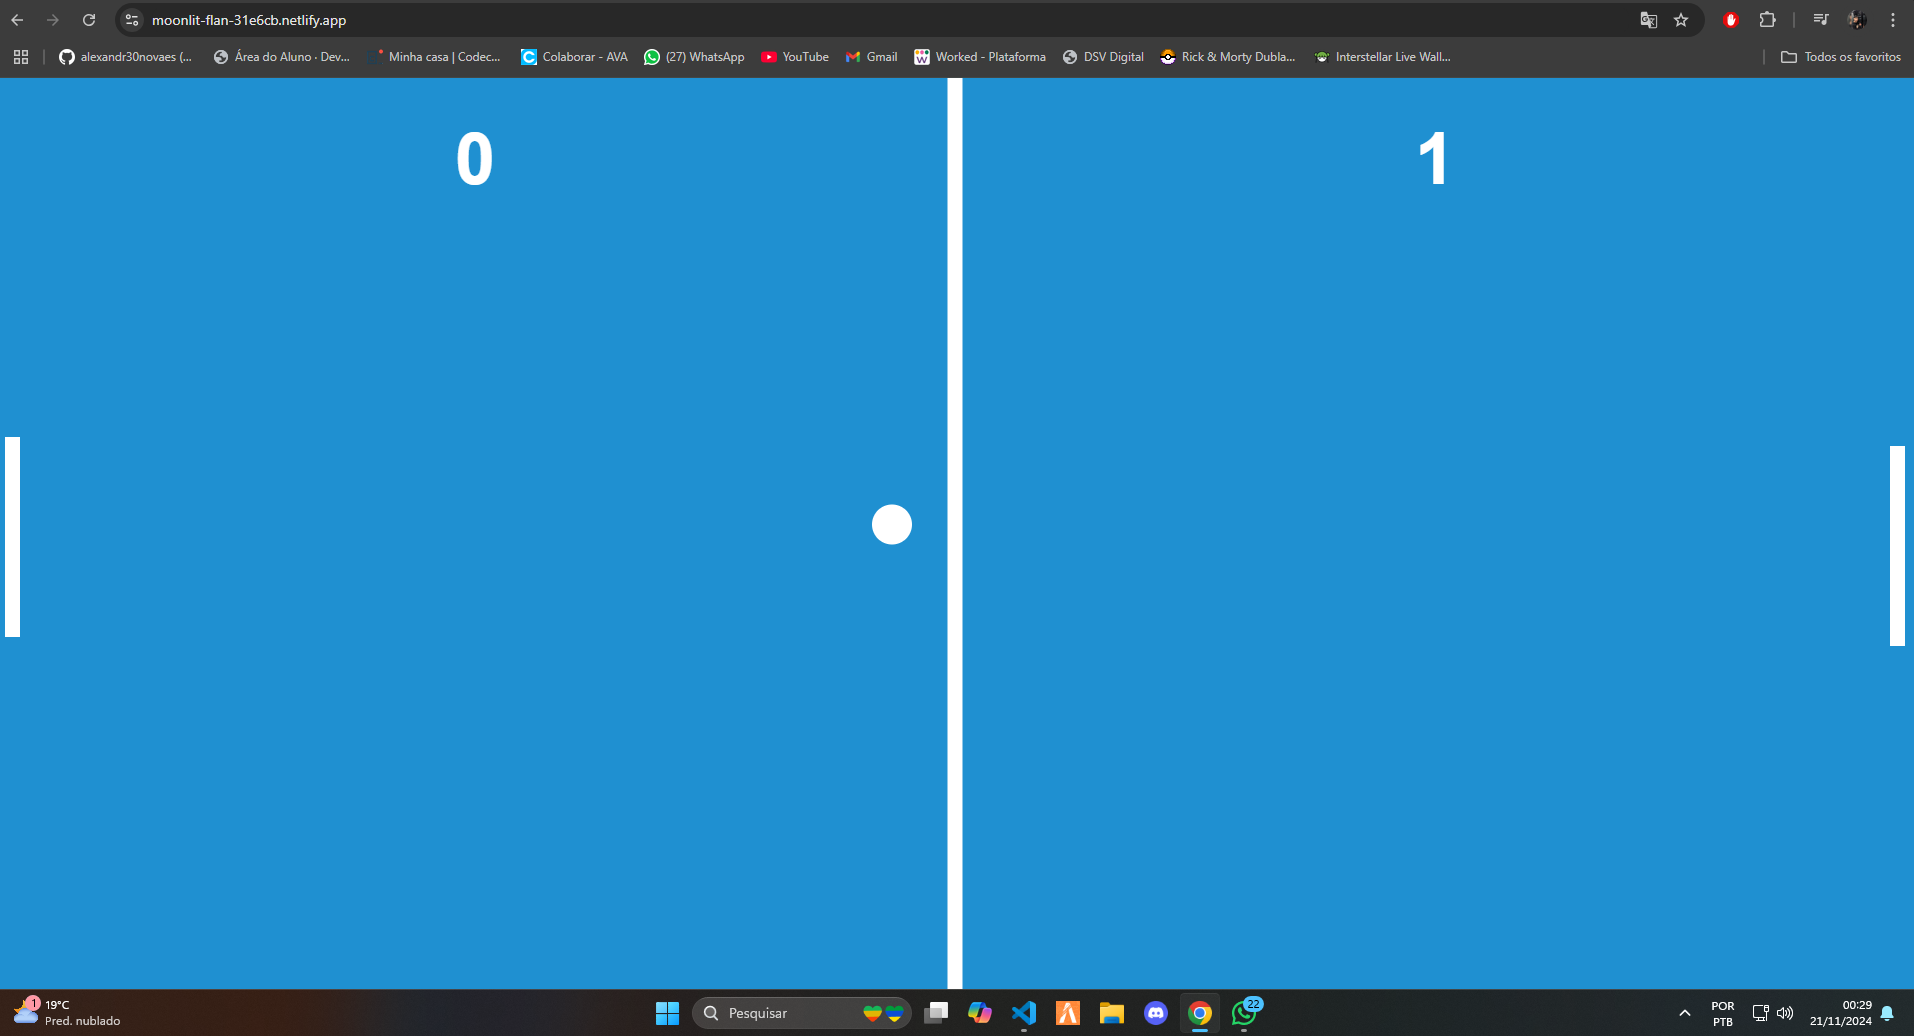 moonlit-flan-31e6cb.netlify.app
alexandr30novaes (...
Área do Aluno · Dev...
Minha casa | Codec...
Colaborar - AVA
(27) WhatsApp
YouTube
Gmail
Worked - Plataforma
DSV Digital
Rick & Morty Dubla...
Interstellar Live Wall...
Todos os favoritos
0
1
1
19°C
Pred. nublado
Pesquisar
22
POR
PTB
00:29
21/11/2024